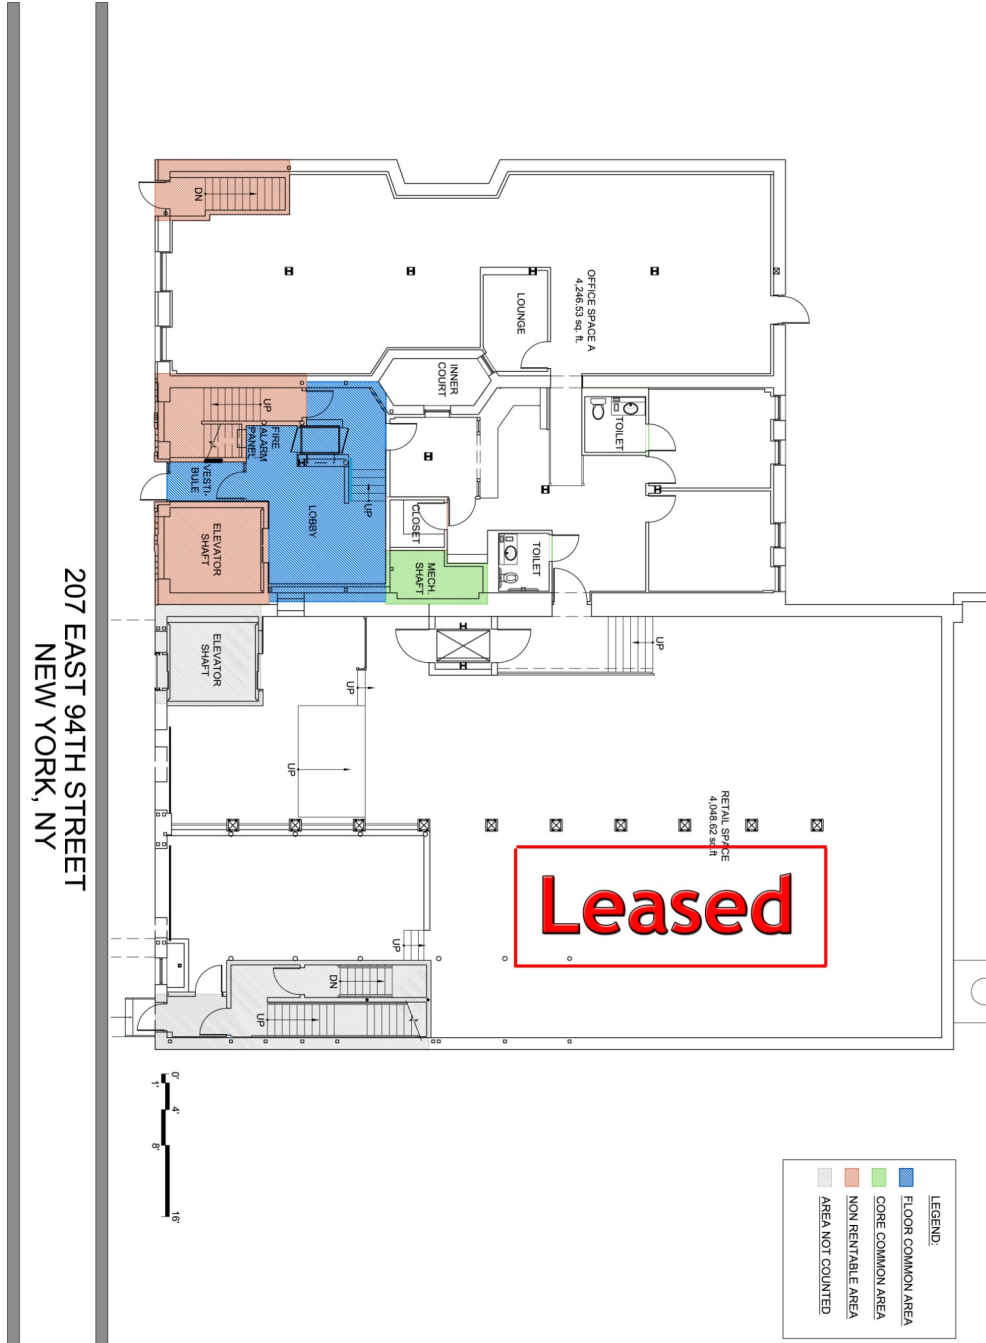 DN
OFFICE SPACE A
4,246.53 sq. ft.
LOUNGE
INNER
COURT
TOILET
UP
FIRE
ALARM
PANEL
VESTI-
BULE
LOBBY
UP
CLOSET
MECH.
SHAFT
TOILET
ELEVATOR
SHAFT
ELEVATOR
SHAFT
UP
UP
UP
RETAIL SPACE
4,048.62 sq.ft
Leased
UP
DN
UP
207 EAST 94TH STREET
NEW YORK, NY
0'
1'
4'
8'
16'
LEGEND:
FLOOR COMMON AREA
CORE COMMON AREA
NON RENTABLE AREA
AREA NOT COUNTED